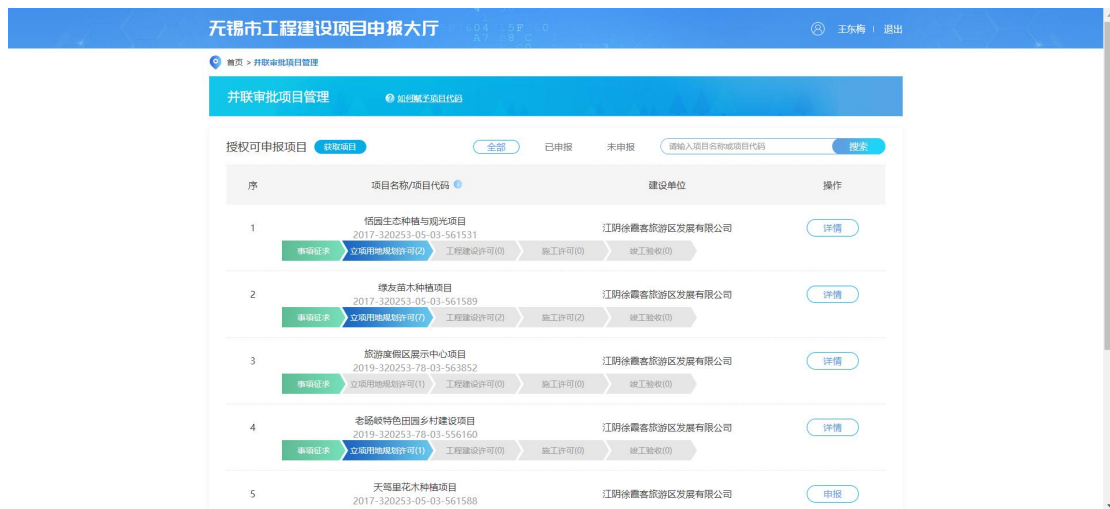 无锡市工程建设项目申报大厅
王东梅 | 退出
首页 > 并联审批项目管理
并联审批项目管理 如何赋予项目代码
授权可申报项目 获取项目 全部 已申报 未申报 请输入项目名称或项目代码 搜索
序 项目名称/项目代码 建设单位 操作
1 恬园生态种植与观光项目 江阴徐霞客旅游区发展有限公司 详情
2017-320253-05-03-561531
事项征求 立项用地规划许可(2) 工程建设许可(0) 施工许可(0) 竣工验收(0)
2 绿友苗木种植项目 江阴徐霞客旅游区发展有限公司 详情
2017-320253-05-03-561589
事项征求 立项用地规划许可(7) 工程建设许可(2) 施工许可(2) 竣工验收(0)
3 旅游度假区展示中心项目 江阴徐霞客旅游区发展有限公司 详情
2019-320253-78-03-563852
事项征求 立项用地规划许可(1) 工程建设许可(0) 施工许可(0) 竣工验收(0)
4 老旸岐特色田园乡村建设项目 江阴徐霞客旅游区发展有限公司 详情
2019-320253-78-03-556160
事项征求 立项用地规划许可(1) 工程建设许可(0) 施工许可(0) 竣工验收(0)
5 天笃里花木种植项目 江阴徐霞客旅游区发展有限公司 申报
2017-320253-05-03-561588